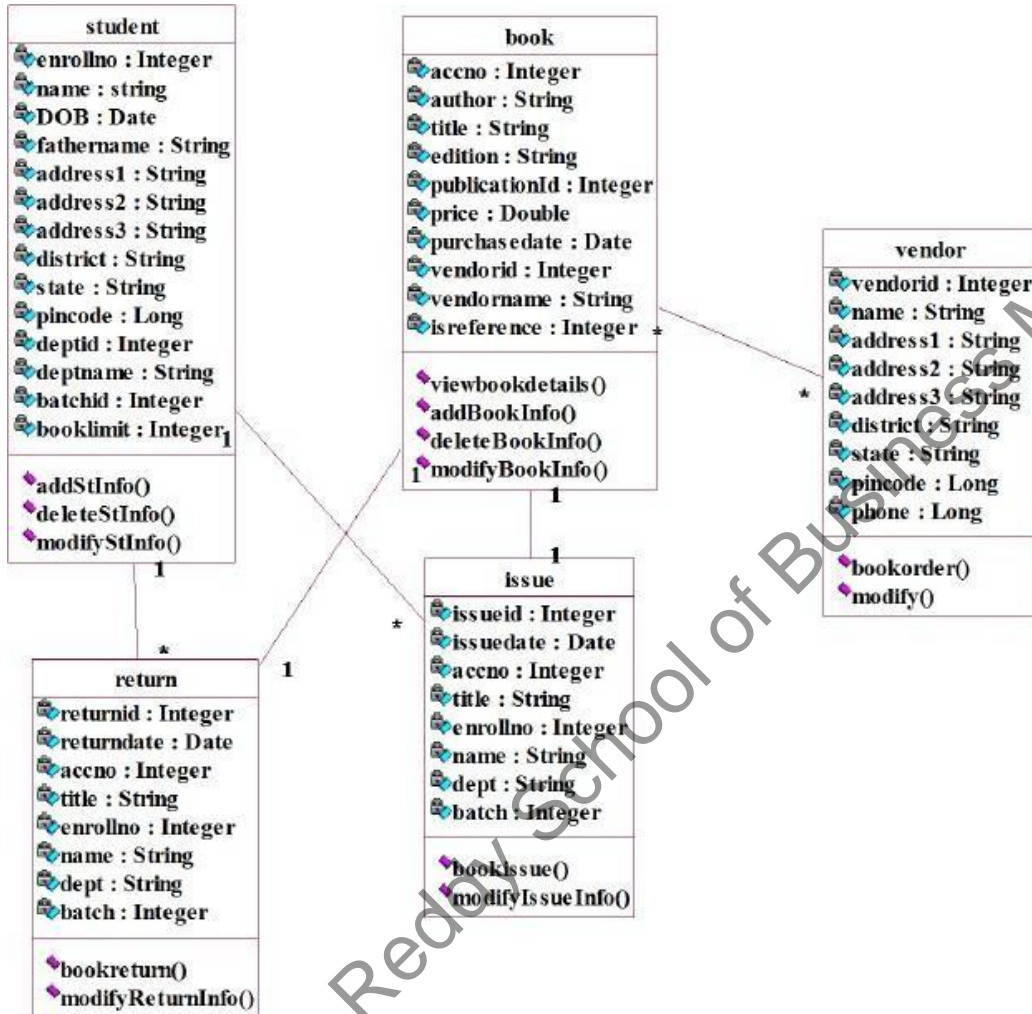 student
enrollno : Integer
name : string
DOB : Date
fathername : String
address1 : String
address2 : String
address3 : String
district : String
state : String
pincode : Long
deptid : Integer
deptname : String
batchid : Integer
booklimit : Integer
1
addStInfo()
deleteStInfo()
modifyStInfo()
1
*
book
accno : Integer
author : String
title : String
edition : String
publicationId : Integer
price : Double
purchasedate : Date
vendorid : Integer
vendorname : String
isreference : Integer
*
viewbookdetails()
addBookInfo()
deleteBookInfo()
modifyBookInfo()
1
1
vendor
vendorid : Integer
name : String
address1 : String
address2 : String
address3 : String
*
district : String
state : String
pincode : Long
phone : Long
bookorder()
modify()
return
1
returnid : Integer
returndate : Date
accno : Integer
title : String
enrollno : Integer
name : String
dept : String
batch : Integer
bookreturn()
modifyReturnInfo()
1
issue
*
issueid : Integer
issuedate : Date
accno : Integer
title : String
enrollno : Integer
name : String
dept : String
batch : Integer
bookissue()
modifyIssueInfo()
Reddy School of Business M